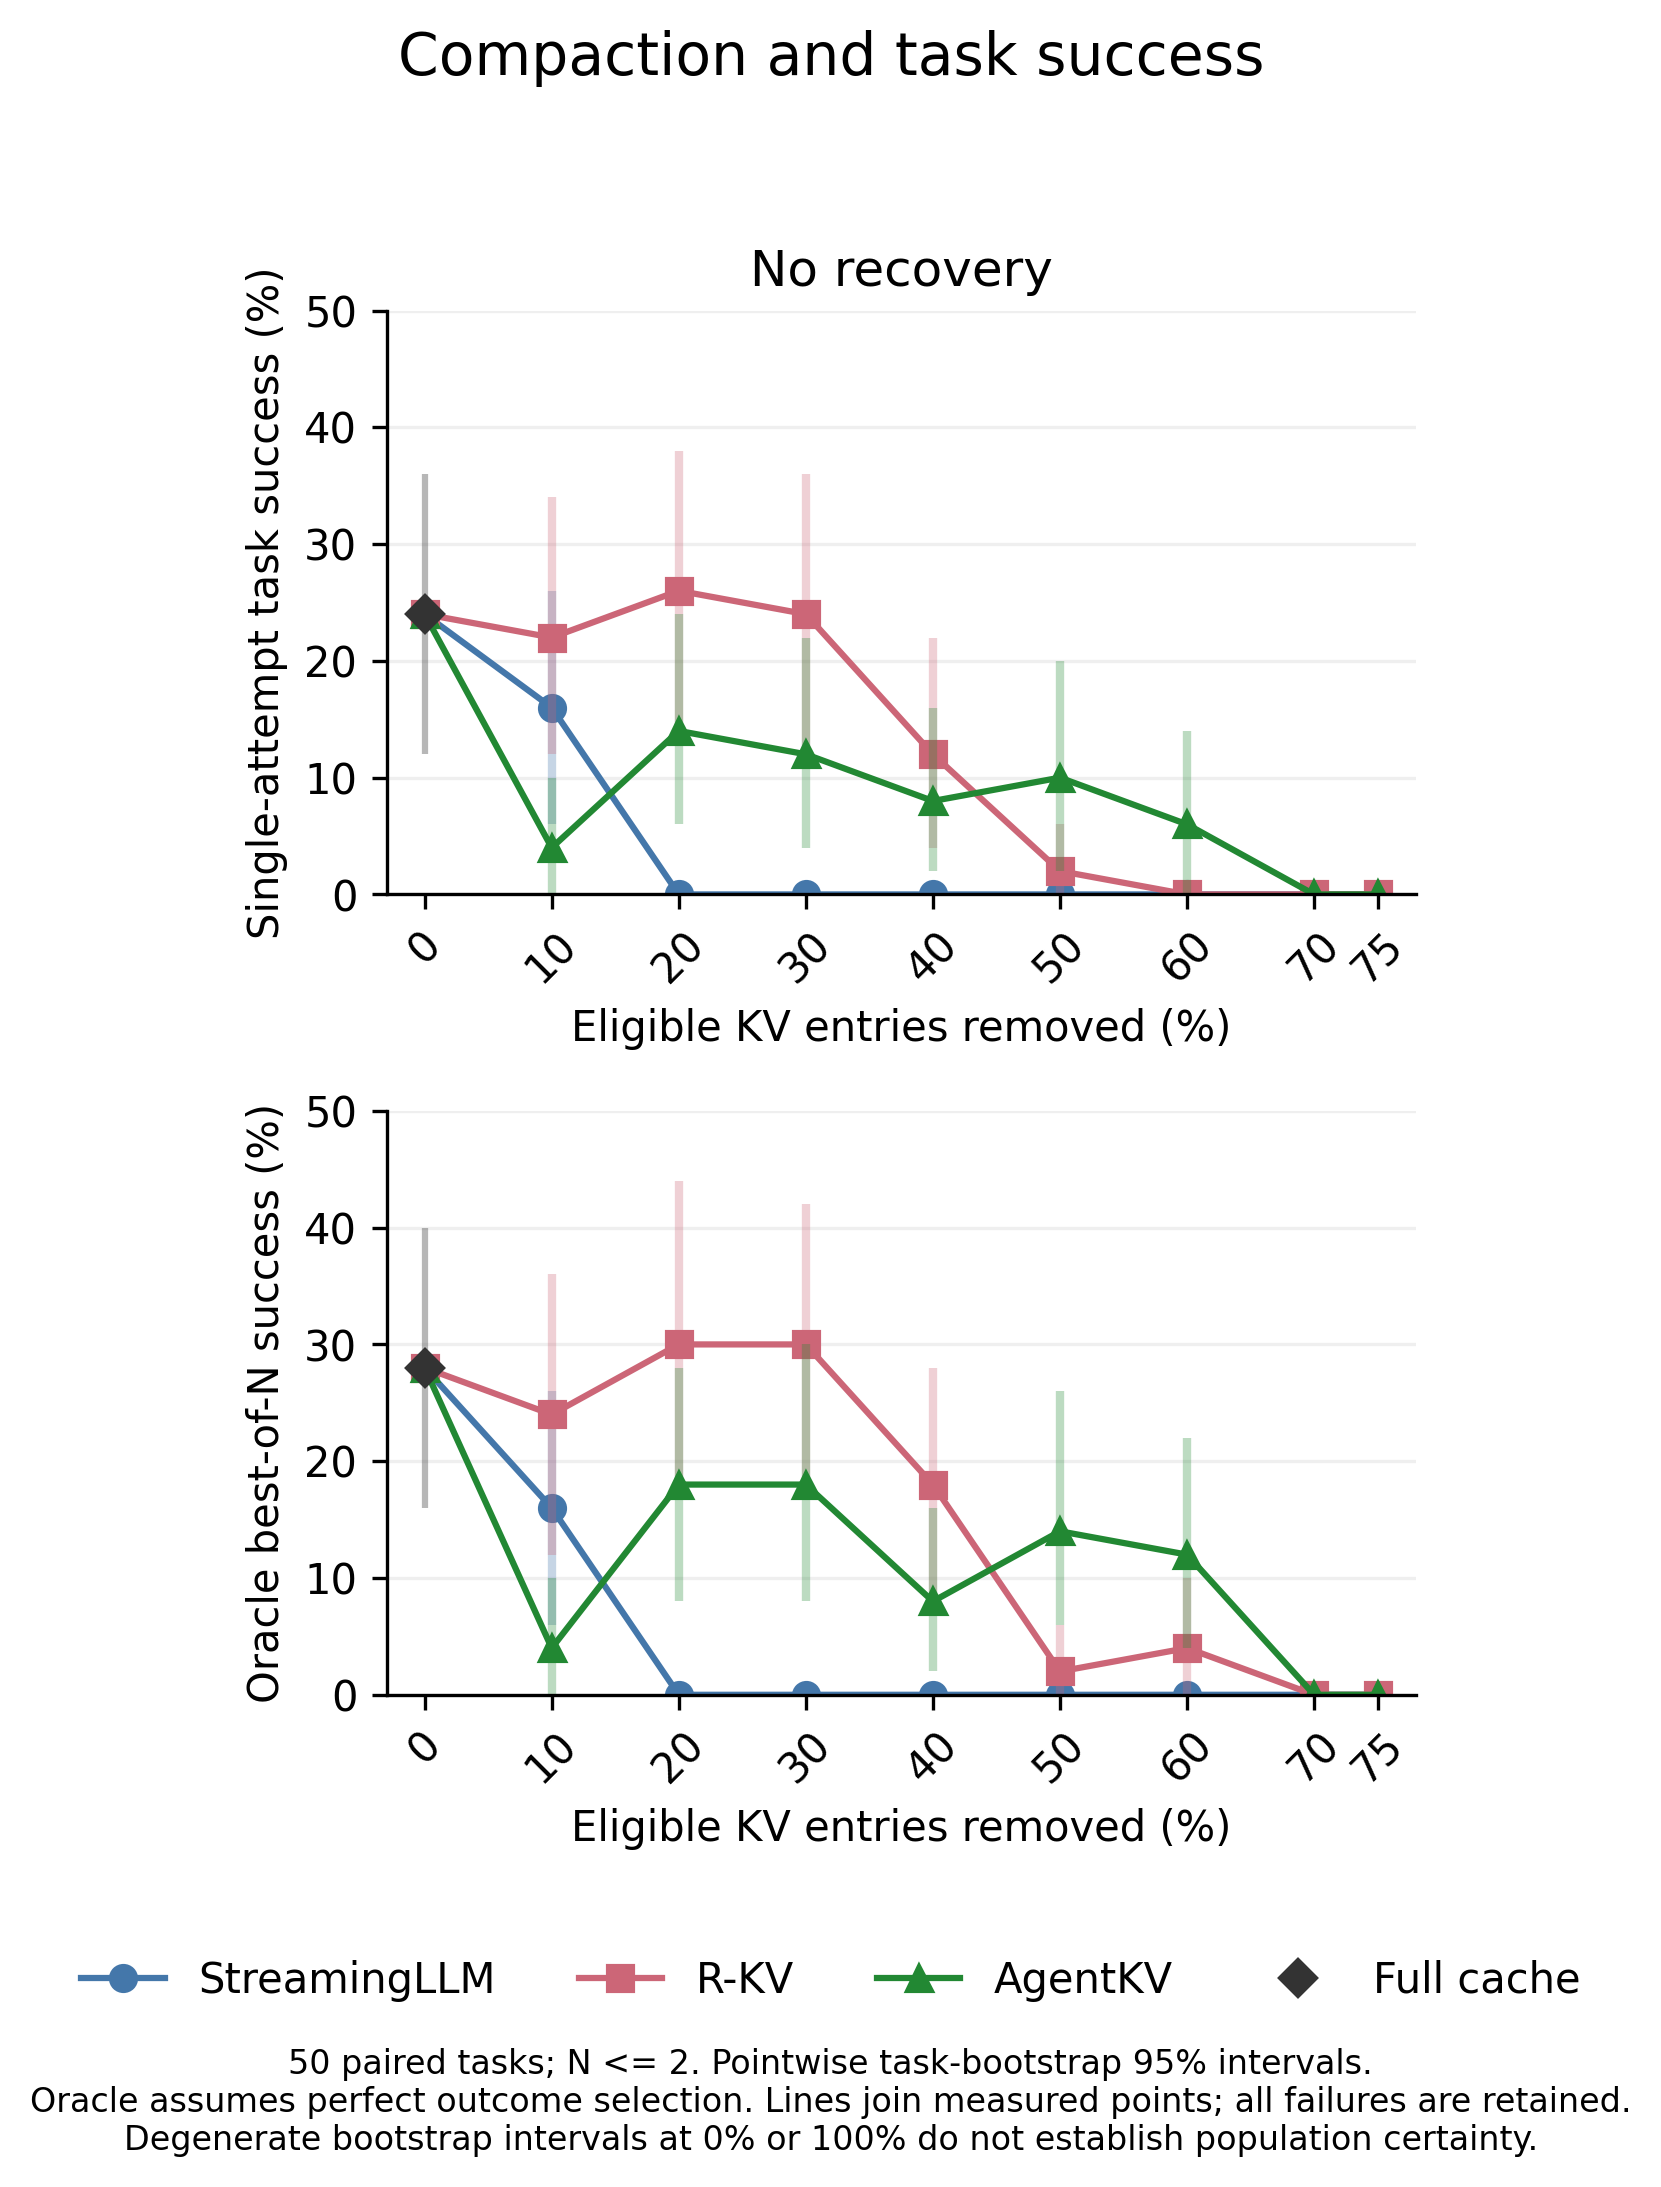 Compaction and task success
No recovery
Single-attempt task success (%)
50
40
30
20
10
0
0 10 20 30 40 50 60 70 75
Eligible KV entries removed (%)
Oracle best-of-N success (%)
50
40
30
20
10
0
0 10 20 30 40 50 60 70 75
Eligible KV entries removed (%)
StreamingLLM R-KV AgentKV Full cache
50 paired tasks; N <= 2. Pointwise task-bootstrap 95% intervals.
Oracle assumes perfect outcome selection. Lines join measured points; all failures are retained.
Degenerate bootstrap intervals at 0% or 100% do not establish population certainty.